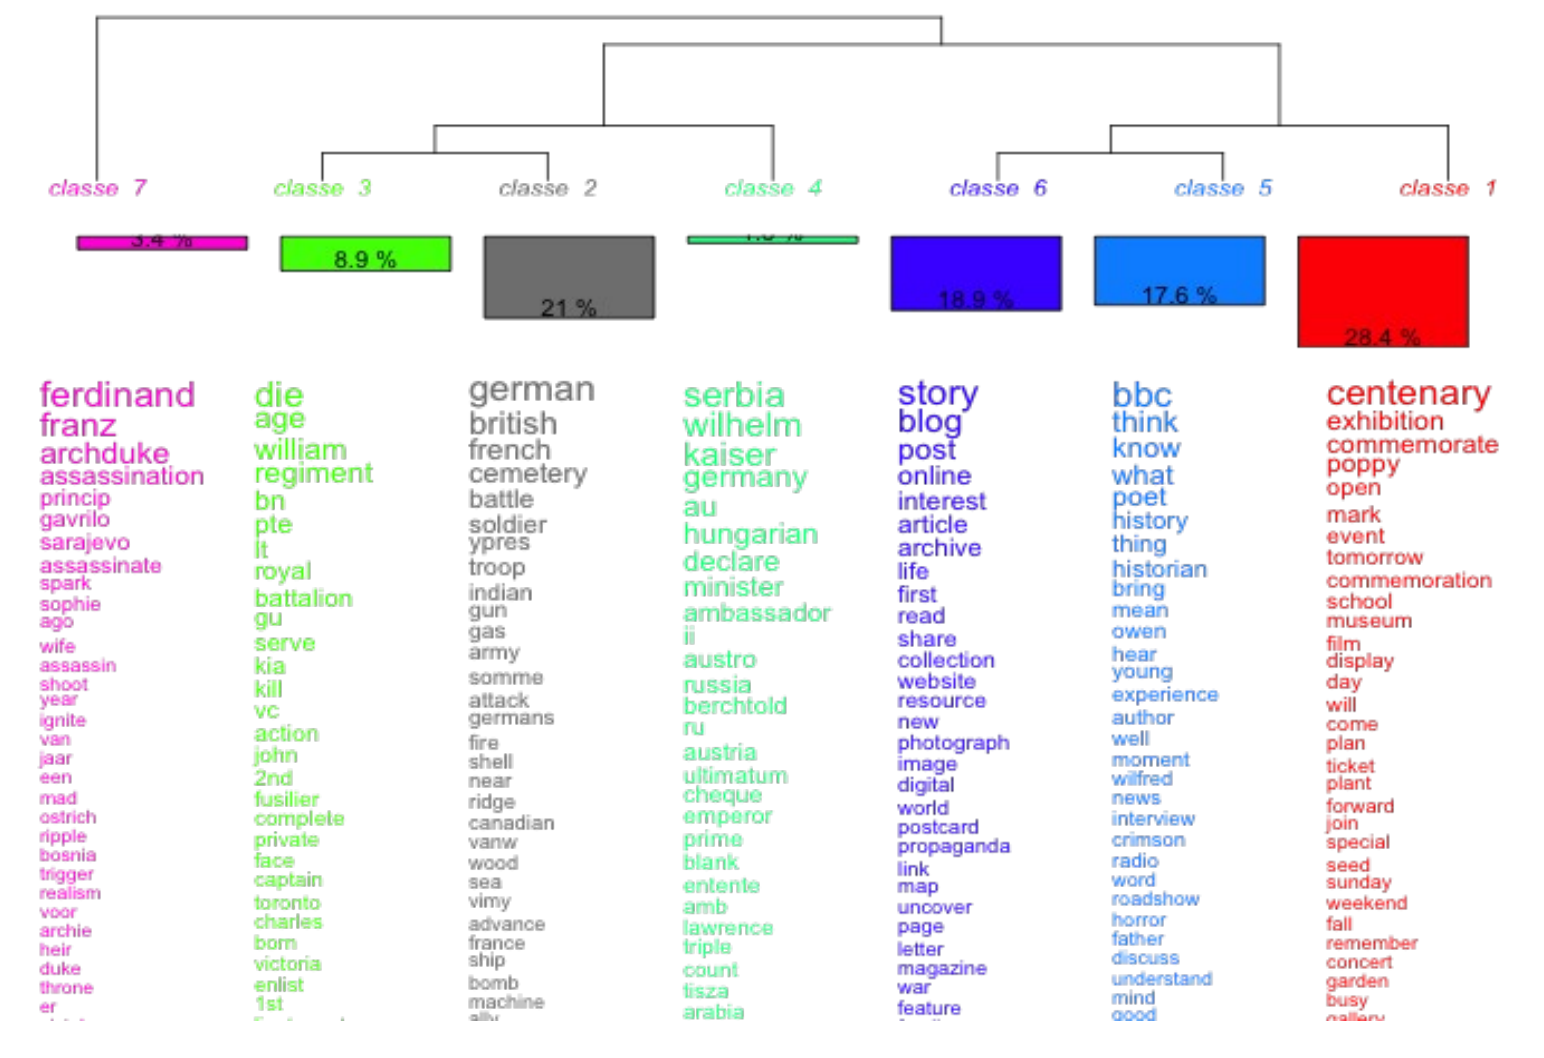 classe 7 classe 3 classe 2 classe 4 classe 6 classe 5 classe 1
3.4 % 8.9 % 21 % 18.9 % 17.6 % 28.4 %
ferdinand die german serbia story bbc centenary
franz age british wilhelm blog think exhibition
archduke william french kaiser post know commemorate
assassination regiment cemetery germany online what poppy
princip bn battle au interest poet open
gavrilo pte soldier hungarian article history mark
sarajevo lt ypres declare archive thing event
assassinate royal troop minister life historian tomorrow
spark battalion indian ambassador first bring commemoration
sophie gu gun ii read mean school
ago serve gas austro share owen museum
wife kia army russia collection hear film
assassin kill somme berchtold website young display
shoot vc attack ru resource experience day
year action germans austria new author will
ignite john fire ultimatum photograph well come
van 2nd shell cheque image moment plan
jaar fusilier near emperor digital wilfred ticket
een complete ridge prime world news plant
mad private canadian blank postcard interview forward
ostrich face vanw entente propaganda crimson join
ripple captain wood amb link radio special
bosnia toronto sea lawrence map word seed
trigger charles vimy triple uncover roadshow sunday
realism born advance count page horror weekend
voor victoria france tisza letter father fall
archie enlist ship arabia magazine discuss remember
heir 1st bomb war understand concert
duke machine feature mind garden
throne ally good busy
er gallery